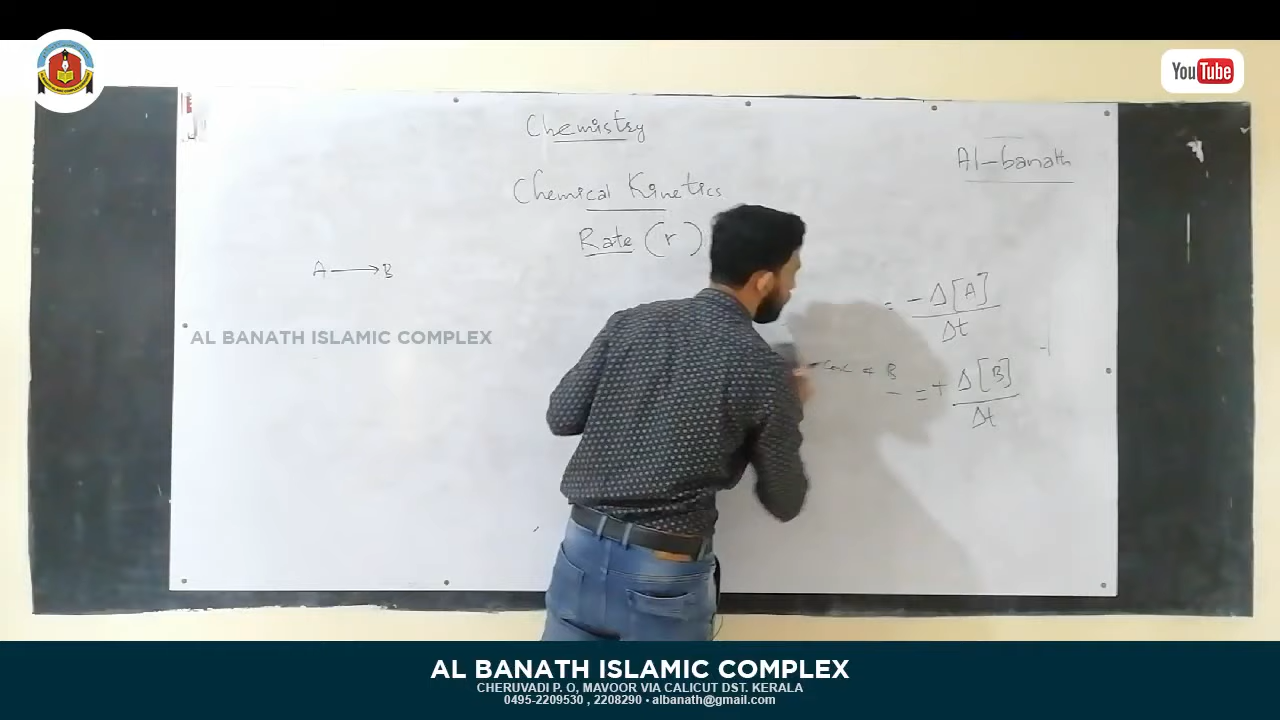 YouTube
Chemistry
Al-banath
Chemical Kinetics
Rate (r)
A ⟶ B
= - Δ[A]
Δt
AL BANATH ISLAMIC COMPLEX
B
= + Δ[B]
Δt
AL BANATH ISLAMIC COMPLEX
CHERUVADI P. O, MAVOOR VIA CALICUT DST. KERALA
0495-2209530 , 2208290 • albanath@gmail.com